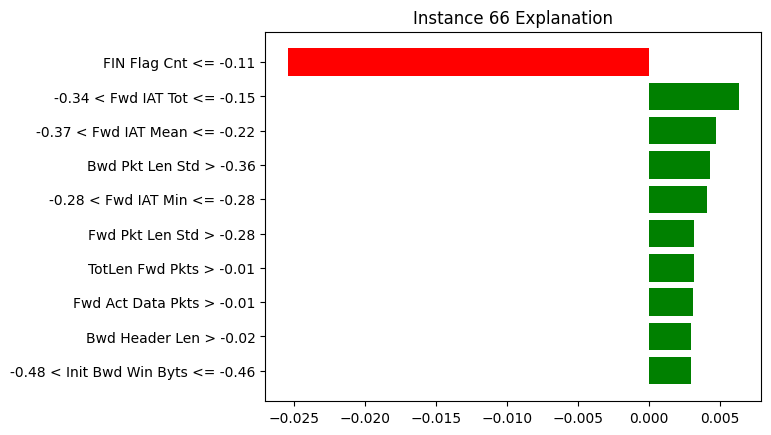 Instance 66 Explanation
FIN Flag Cnt <= -0.11
-0.34 < Fwd IAT Tot <= -0.15
-0.37 < Fwd IAT Mean <= -0.22
Bwd Pkt Len Std > -0.36
-0.28 < Fwd IAT Min <= -0.28
Fwd Pkt Len Std > -0.28
TotLen Fwd Pkts > -0.01
Fwd Act Data Pkts > -0.01
Bwd Header Len > -0.02
-0.48 < Init Bwd Win Byts <= -0.46
−0.025 −0.020 −0.015 −0.010 −0.005 0.000 0.005